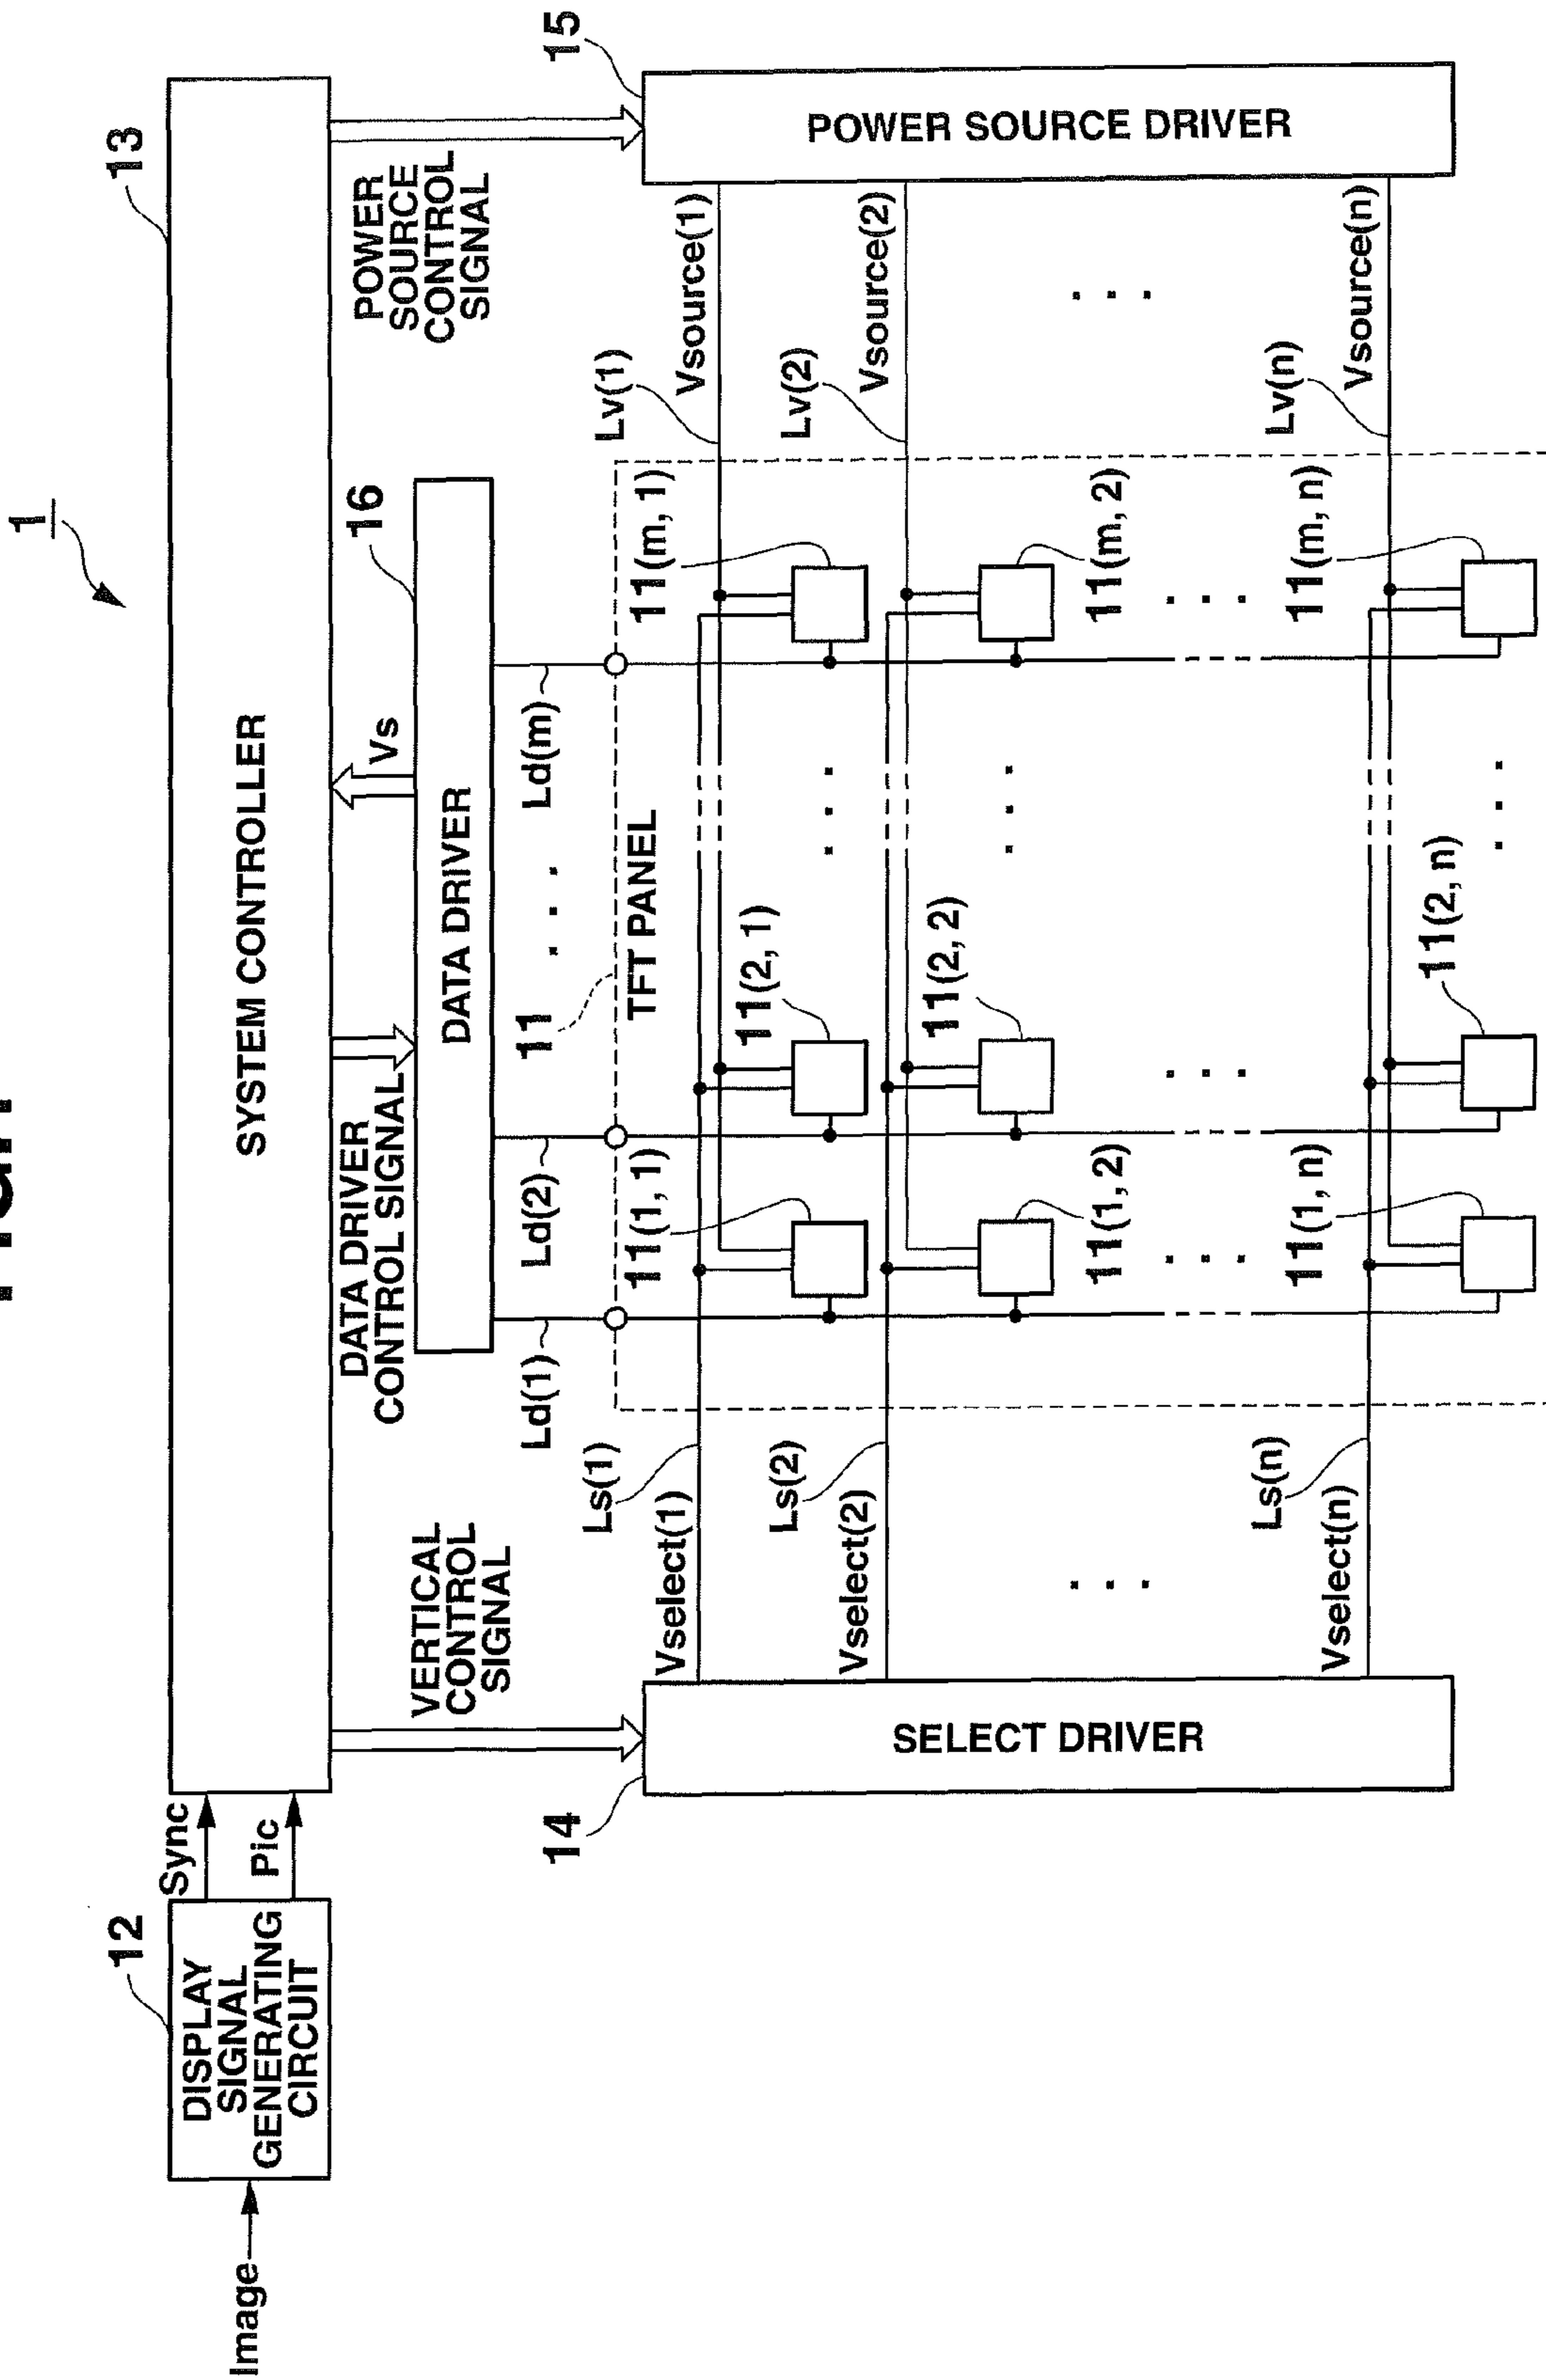 1
13
SYSTEM CONTROLLER
12
DISPLAY
SIGNAL
GENERATING
CIRCUIT
Image
Sync
Pic
VERTICAL
CONTROL
SIGNAL
DATA DRIVER
CONTROL SIGNAL
Vs
16
POWER
SOURCE
CONTROL
SIGNAL
DATA DRIVER
Ld(1)
Ld(2)
. . .
Ld(m)
11
TFT PANEL
14
SELECT DRIVER
15
POWER SOURCE DRIVER
Ls(1)
Vselect(1)
11(1, 1)
11(2, 1)
. . .
11(m, 1)
Lv(1)
Vsource(1)
Ls(2)
Vselect(2)
11(1, 2)
11(2, 2)
. . .
11(m, 2)
Lv(2)
Vsource(2)
. . .
. . .
. . .
. . .
. . .
Ls(n)
Vselect(n)
11(1, n)
11(2, n)
. . .
11(m, n)
Lv(n)
Vsource(n)